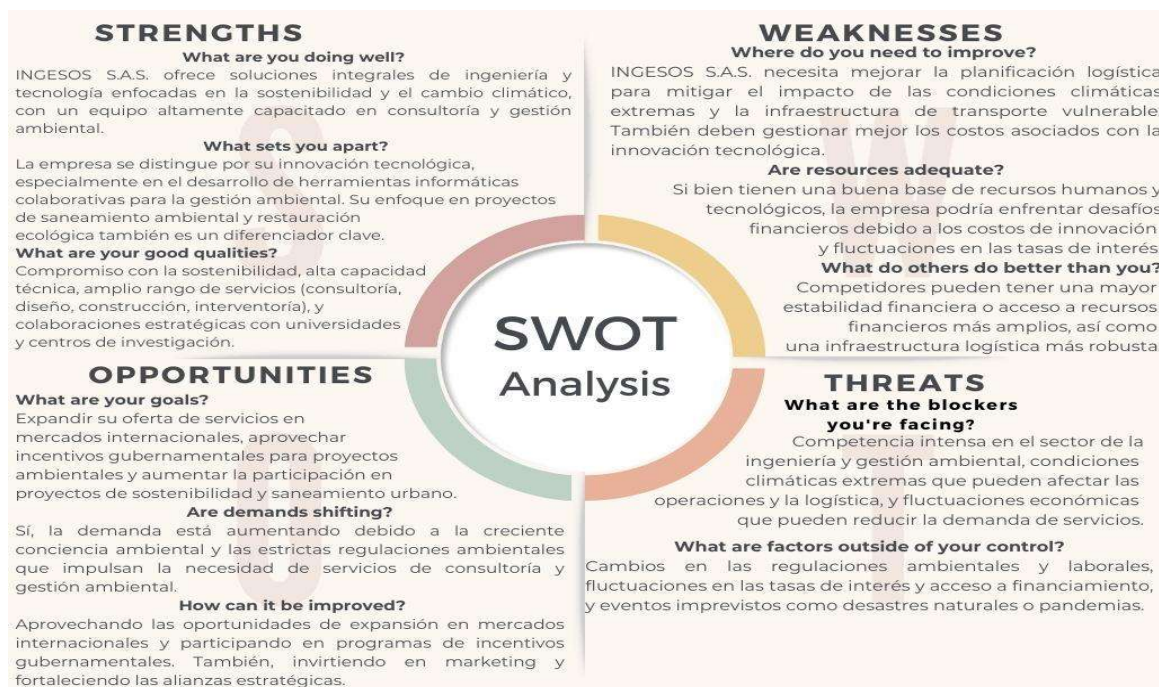 STRENGTHS
What are you doing well?
INGESOS S.A.S. ofrece soluciones integrales de ingeniería y
tecnología enfocadas en la sostenibilidad y el cambio climático,
con un equipo altamente capacitado en consultoría y gestión
ambiental.
What sets you apart?
La empresa se distingue por su innovación tecnológica,
especialmente en el desarrollo de herramientas informáticas
colaborativas para la gestión ambiental. Su enfoque en proyectos
de saneamiento ambiental y restauración
ecológica también es un diferenciador clave.
What are your good qualities?
Compromiso con la sostenibilidad, alta capacidad
técnica, amplio rango de servicios (consultoría,
diseño, construcción, interventoría), y
colaboraciones estratégicas con universidades
y centros de investigación.
WEAKNESSES
Where do you need to improve?
INGESOS S.A.S. necesita mejorar la planificación logística
para mitigar el impacto de las condiciones climáticas
extremas y la infraestructura de transporte vulnerable
También deben gestionar mejor los costos asociados con la
innovación tecnológica.
Are resources adequate?
Si bien tienen una buena base de recursos humanos y
tecnológicos, la empresa podría enfrentar desafíos
financieros debido a los costos de innovación
y fluctuaciones en las tasas de interés
What do others do better than you?
Competidores pueden tener una mayor
estabilidad financiera o acceso a recursos
financieros más amplios, así como
una infraestructura logística más robusta
SWOT
Analysis
OPPORTUNITIES
What are your goals?
Expandir su oferta de servicios en
mercados internacionales, aprovechar
incentivos gubernamentales para proyectos
ambientales y aumentar la participación en
proyectos de sostenibilidad y saneamiento urbano.
Are demands shifting?
Sí, la demanda está aumentando debido a la creciente
conciencia ambiental y las estrictas regulaciones ambientales
que impulsan la necesidad de servicios de consultoría y
gestión ambiental.
How can it be improved?
Aprovechando las oportunidades de expansión en mercados
internacionales y participando en programas de incentivos
gubernamentales. También, invirtiendo en marketing y
fortaleciendo las alianzas estratégicas.
THREATS
What are the blockers
you're facing?
Competencia intensa en el sector de la
ingeniería y gestión ambiental, condiciones
climáticas extremas que pueden afectar las
operaciones y la logística, y fluctuaciones económicas
que pueden reducir la demanda de servicios.
What are factors outside of your control?
Cambios en las regulaciones ambientales y laborales,
fluctuaciones en las tasas de interés y acceso a financiamiento,
y eventos imprevistos como desastres naturales o pandemias.
S
W
O
T